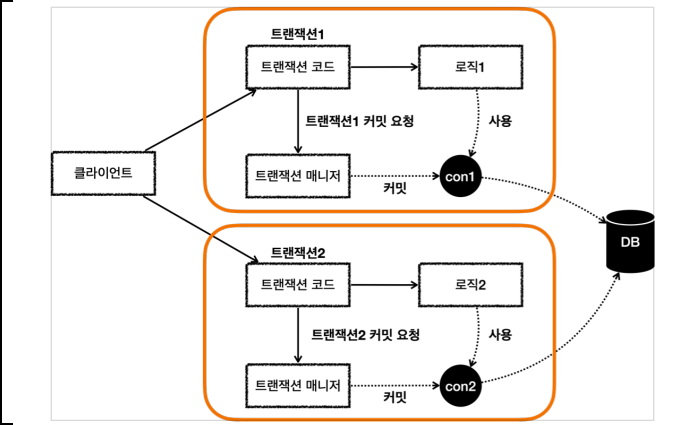 트랜잭션1
트랜잭션 코드
로직1
트랜잭션1 커밋 요청
사용
클라이언트
트랜잭션 매니저
커밋
con1
DB
트랜잭션2
트랜잭션 코드
로직2
트랜잭션2 커밋 요청
사용
트랜잭션 매니저
커밋
con2